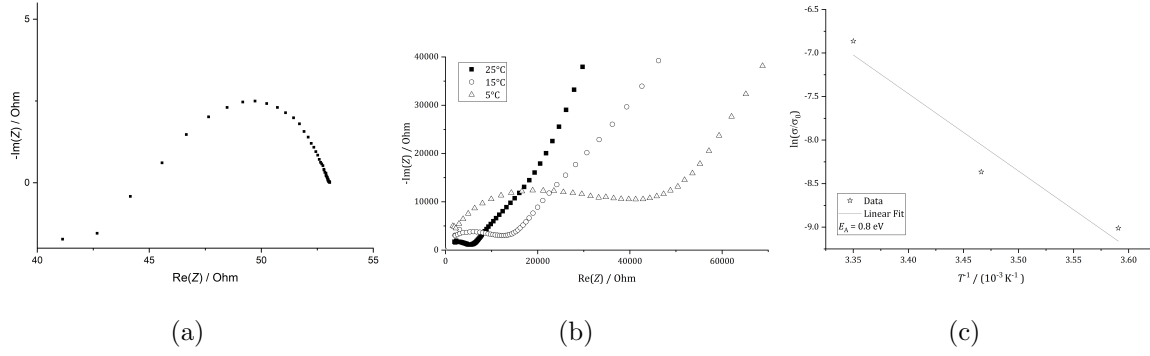 5
0
40
45
50
55
-Im(Z) / Ohm
Re(Z) / Ohm
(a)
40000
30000
20000
10000
0
0
20000
40000
60000
-Im(Z) / Ohm
Re(Z) / Ohm
25°C
15°C
5°C
(b)
-6.5
-7.0
-7.5
-8.0
-8.5
-9.0
3.35
3.40
3.45
3.50
3.55
3.60
ln(σ/σ₀)
T⁻¹ / (10⁻³ K⁻¹)
Data
Linear Fit
E_A = 0.8 eV
(c)